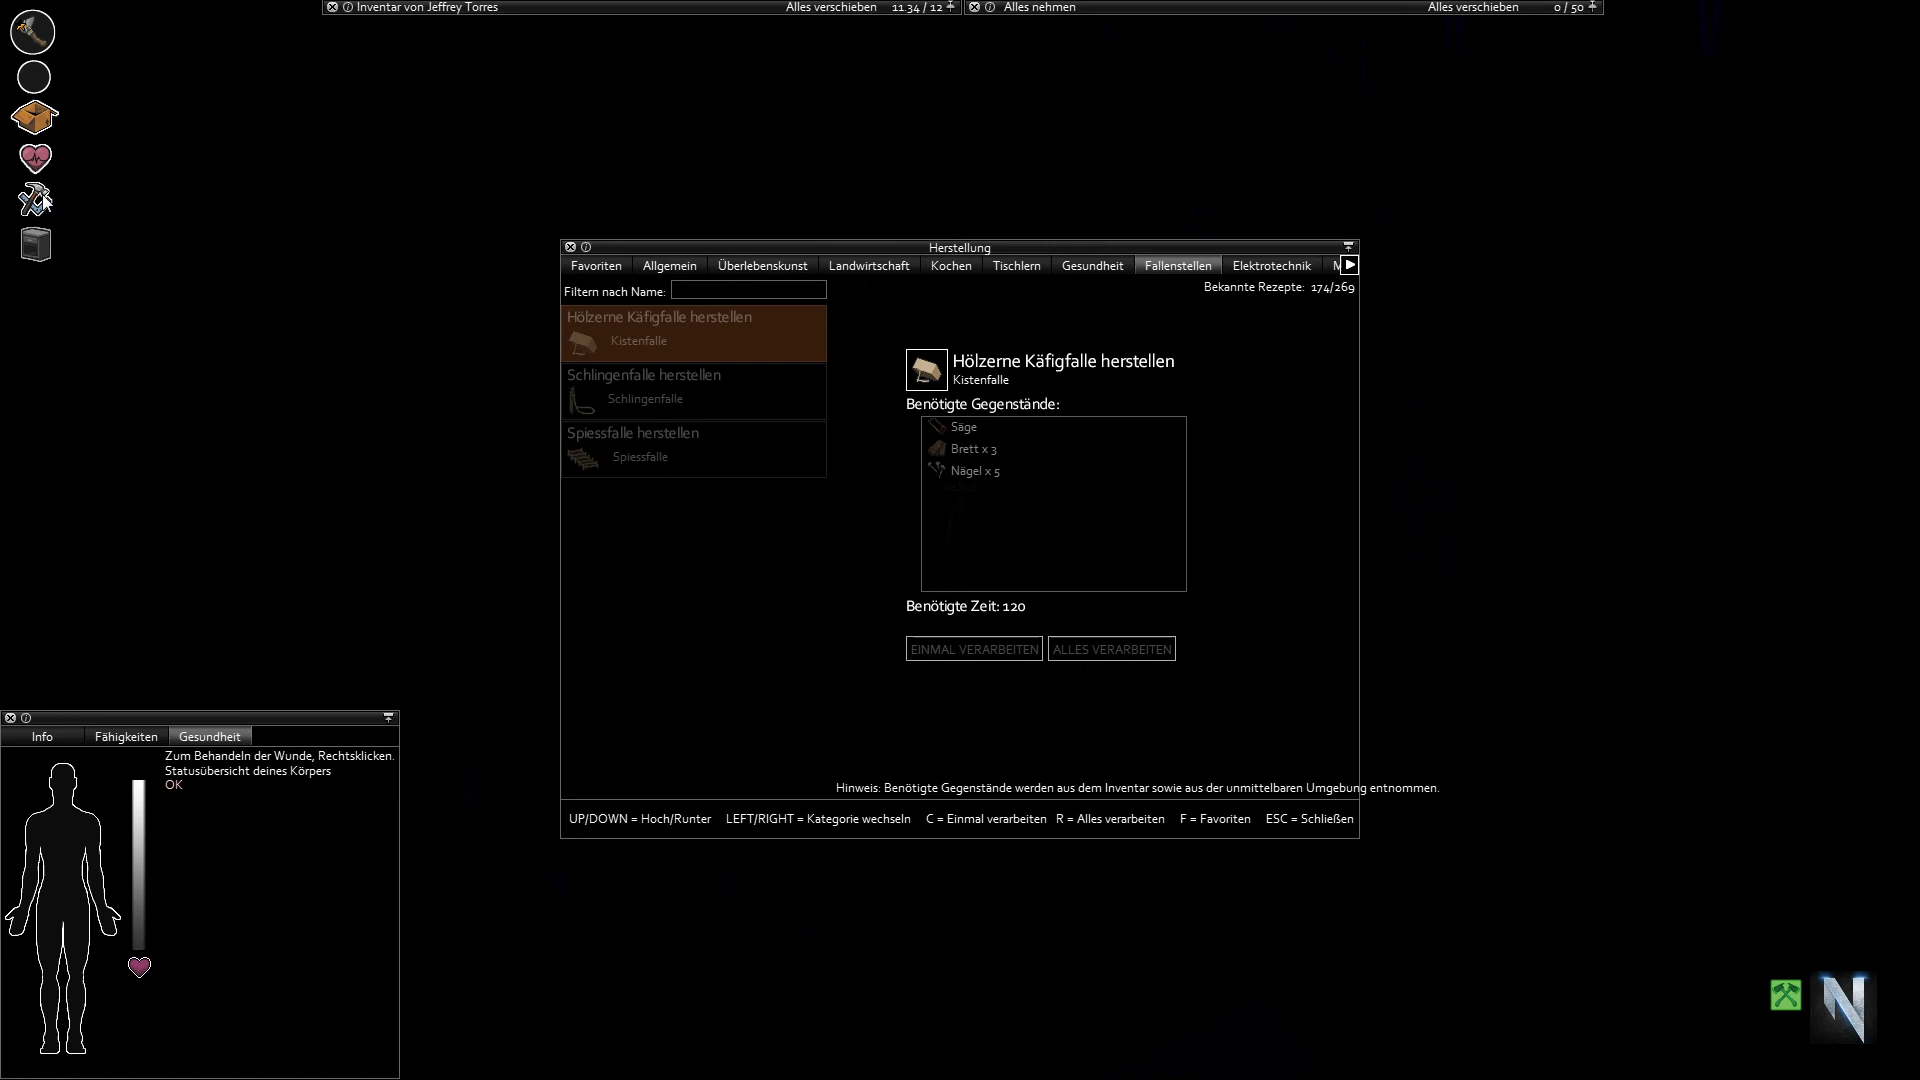 Inventar von Jeffrey Torres Alles verschieben 11.34 / 12
Alles nehmen Alles verschieben 0 / 50
Herstellung
Favoriten Allgemein Überlebenskunst Landwirtschaft Kochen Tischlern Gesundheit Fallenstellen Elektrotechnik
Filtern nach Name:
Bekannte Rezepte: 174/269
Hölzerne Käfigfalle herstellen
Kistenfalle
Schlingenfalle herstellen
Schlingenfalle
Spiessfalle herstellen
Spiessfalle
Hölzerne Käfigfalle herstellen
Kistenfalle
Benötigte Gegenstände:
Säge
Brett x 3
Nägel x 5
Benötigte Zeit: 120
EINMAL VERARBEITEN ALLES VERARBEITEN
Hinweis: Benötigte Gegenstände werden aus dem Inventar sowie aus der unmittelbaren Umgebung entnommen.
UP/DOWN = Hoch/Runter LEFT/RIGHT = Kategorie wechseln C = Einmal verarbeiten R = Alles verarbeiten F = Favoriten ESC = Schließen
Info Fähigkeiten Gesundheit
Zum Behandeln der Wunde, Rechtsklicken.
Statusübersicht deines Körpers
OK
N